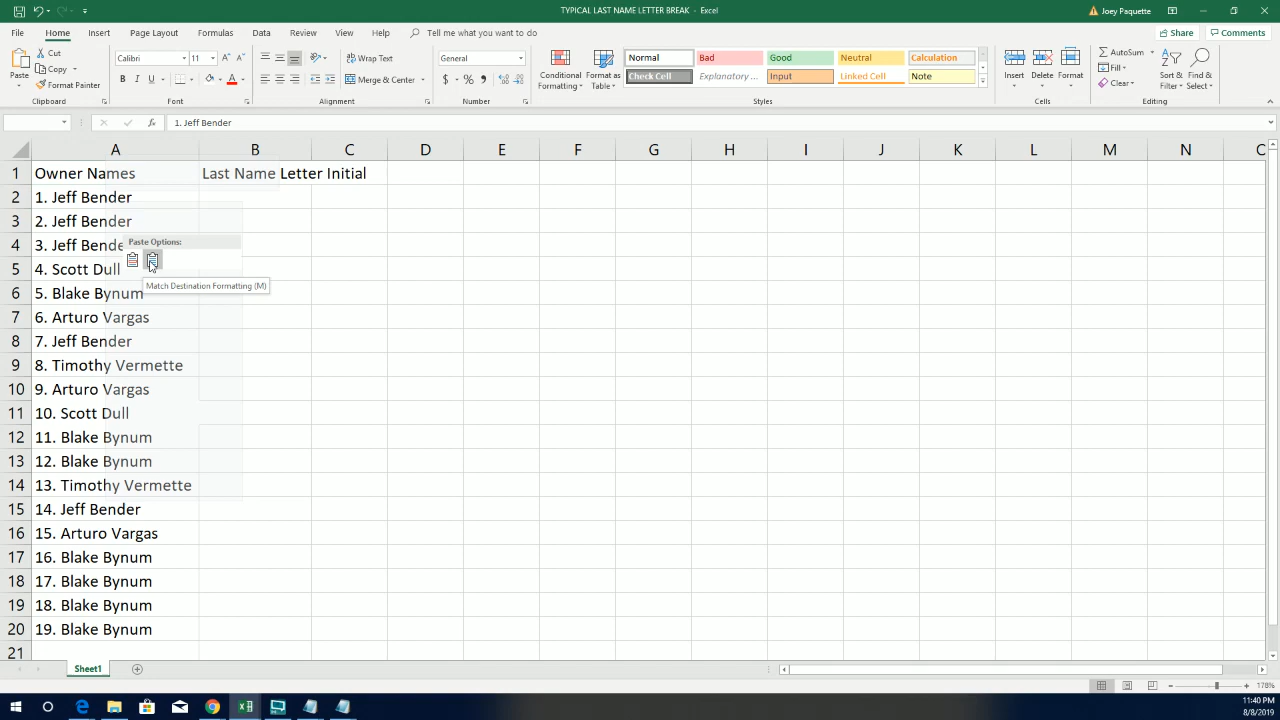 TYPICAL LAST NAME LETTER BREAK - Excel
Joey Paquette
File Home Insert Page Layout Formulas Data Review View Help Tell me what you want to do
Share Comments
Paste
Cut
Copy
Format Painter
Clipboard
Calibri 11
B I U
Font
Wrap Text
Merge & Center
Alignment
General
$ % ,
Number
Conditional Formatting
Format as Table
Normal Bad Good Neutral Calculation
Check Cell Explanatory ... Input Linked Cell Note
Styles
Insert Delete Format
Cells
AutoSum
Fill
Clear
Sort & Filter
Find & Select
Editing
1. Jeff Bender
A B C D E F G H I J K L M N O
1 Owner Names Last Name Letter Initial
2 1. Jeff Bender
3 2. Jeff Bender
4 3. Jeff Bende
Paste Options:
5 4. Scott Dull
Match Destination Formatting (M)
6 5. Blake Bynum
7 6. Arturo Vargas
8 7. Jeff Bender
9 8. Timothy Vermette
10 9. Arturo Vargas
11 10. Scott Dull
12 11. Blake Bynum
13 12. Blake Bynum
14 13. Timothy Vermette
15 14. Jeff Bender
16 15. Arturo Vargas
17 16. Blake Bynum
18 17. Blake Bynum
19 18. Blake Bynum
20 19. Blake Bynum
21
Sheet1
178%
11:40 PM
8/8/2019